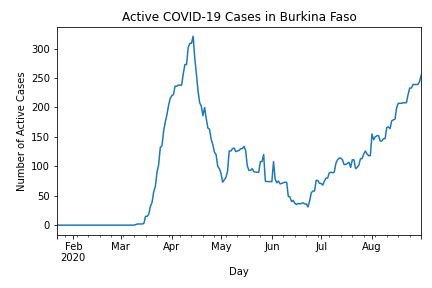 Active COVID-19 Cases in Burkina Faso
Number of Active Cases
300
250
200
150
100
50
0
Feb Mar Apr May Jun Jul Aug
2020
Day